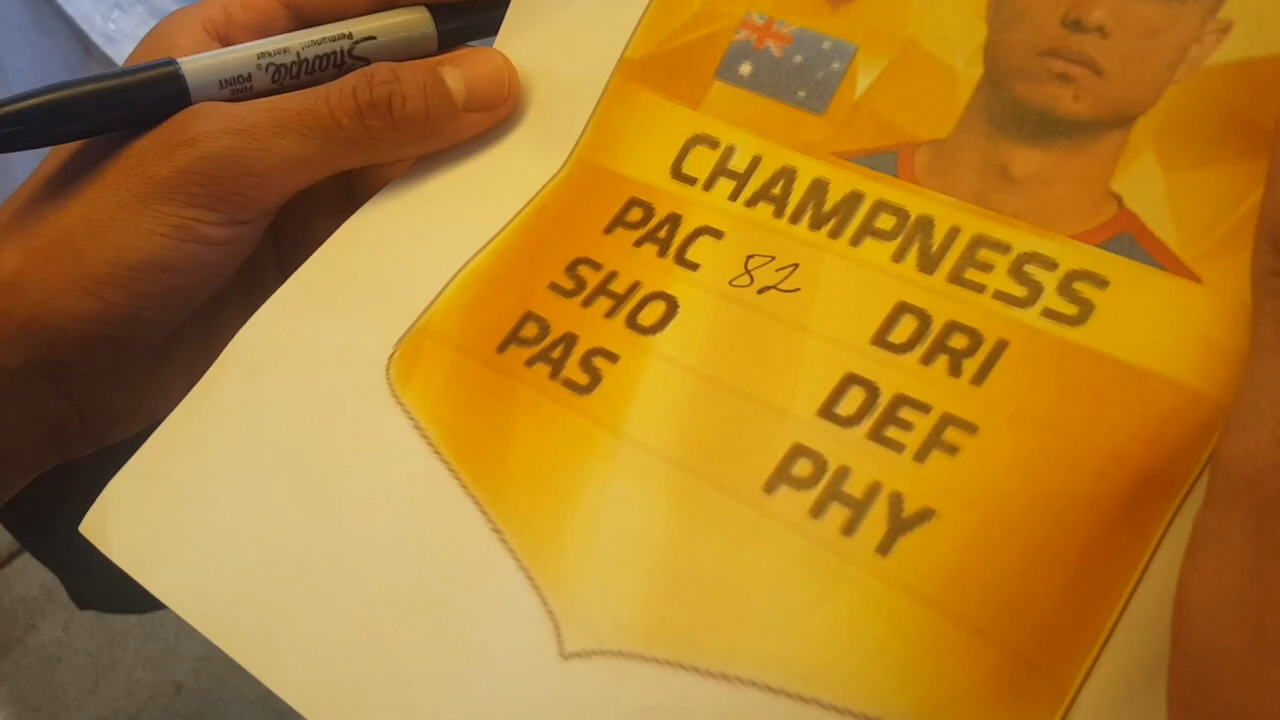 Sharpie
Permanent Marker
FINE
POINT
CHAMPNESS
PAC 82 DRI
SHO DEF
PAS PHY